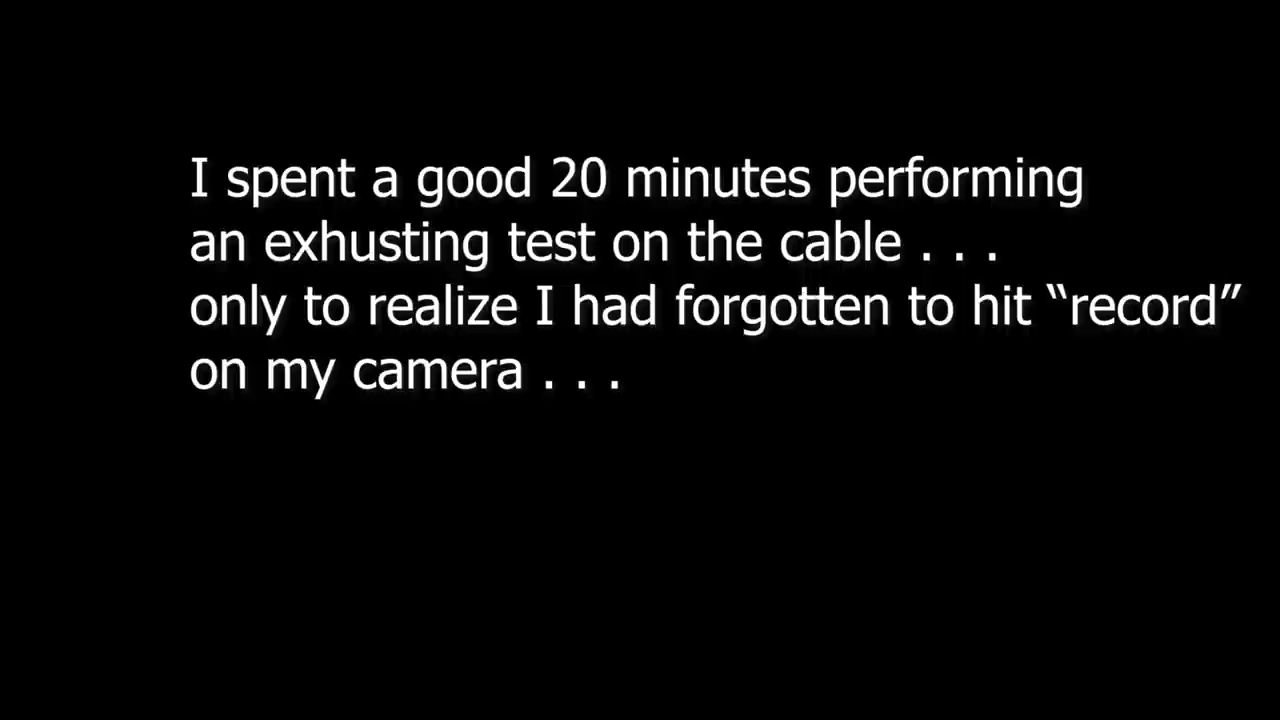 I spent a good 20 minutes performing
an exhusting test on the cable . . .
only to realize I had forgotten to hit “record”
on my camera . . .